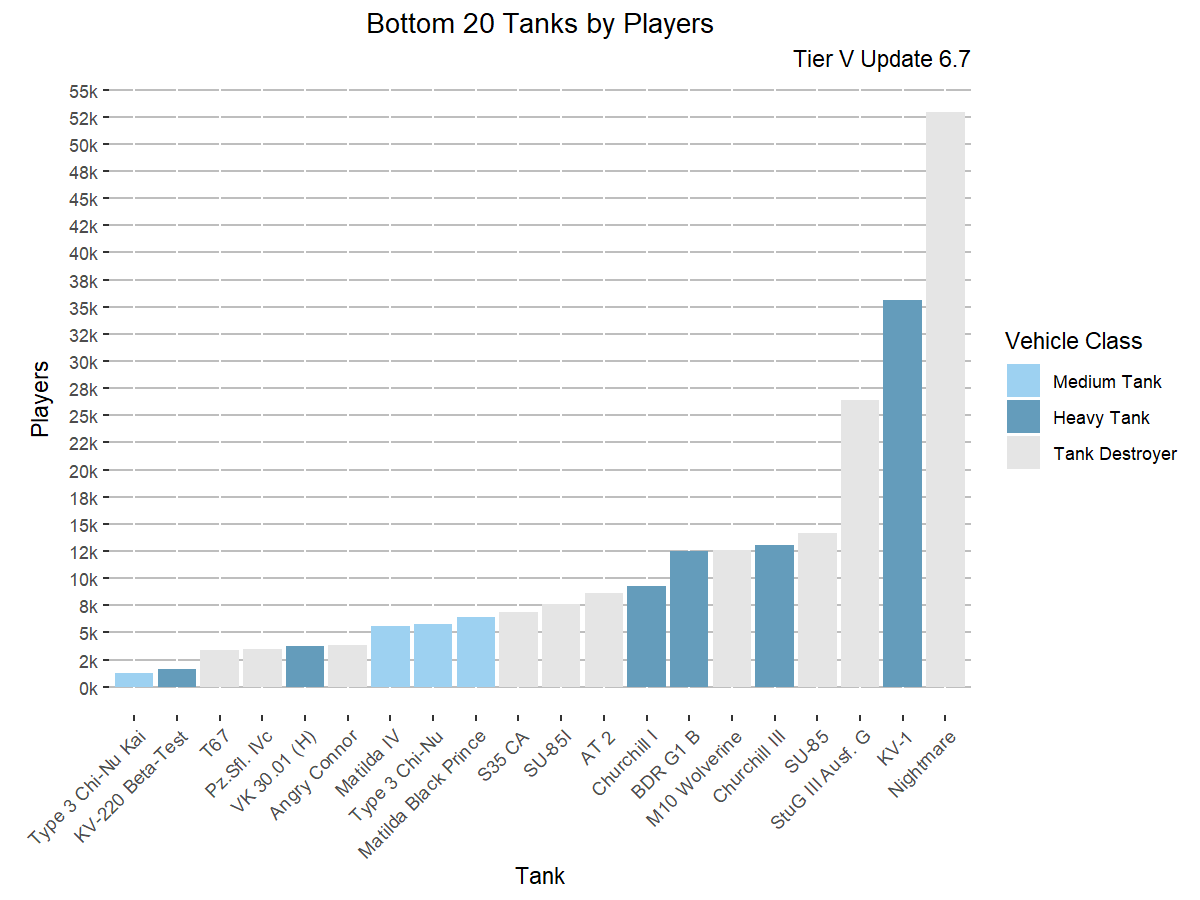 Bottom 20 Tanks by Players
Tier V Update 6.7
55k
52k
50k
48k
45k
42k
40k
38k
35k
32k
30k
28k
25k
22k
20k
18k
15k
12k
10k
8k
5k
2k
0k
Players
Type 3 Chi-Nu Kai
KV-220 Beta-Test
T67
Pz.Sfl. IVc
VK 30.01 (H)
Angry Connor
Matilda IV
Type 3 Chi-Nu
Matilda Black Prince
S35 CA
SU-85I
AT 2
Churchill I
BDR G1 B
M10 Wolverine
Churchill III
SU-85
StuG III Ausf. G
KV-1
Nightmare
Tank
Vehicle Class
Medium Tank
Heavy Tank
Tank Destroyer